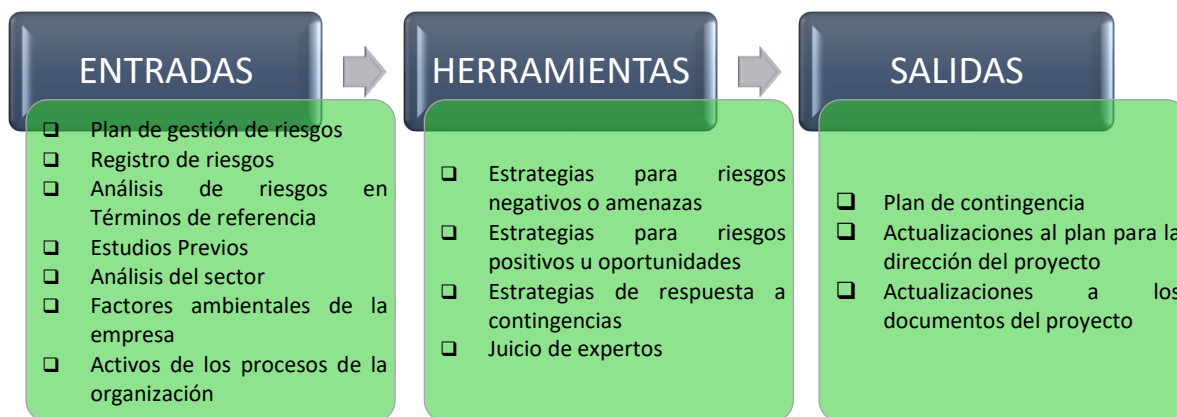 ENTRADAS
❑ Plan de gestión de riesgos
❑ Registro de riesgos
❑ Análisis de riesgos en
Términos de referencia
❑ Estudios Previos
❑ Análisis del sector
❑ Factores ambientales de la
empresa
❑ Activos de los procesos de la
organización
HERRAMIENTAS
❑ Estrategias para riesgos
negativos o amenazas
❑ Estrategias para riesgos
positivos u oportunidades
❑ Estrategias de respuesta a
contingencias
❑ Juicio de expertos
SALIDAS
❑ Plan de contingencia
❑ Actualizaciones al plan para la
dirección del proyecto
❑ Actualizaciones a los
documentos del proyecto